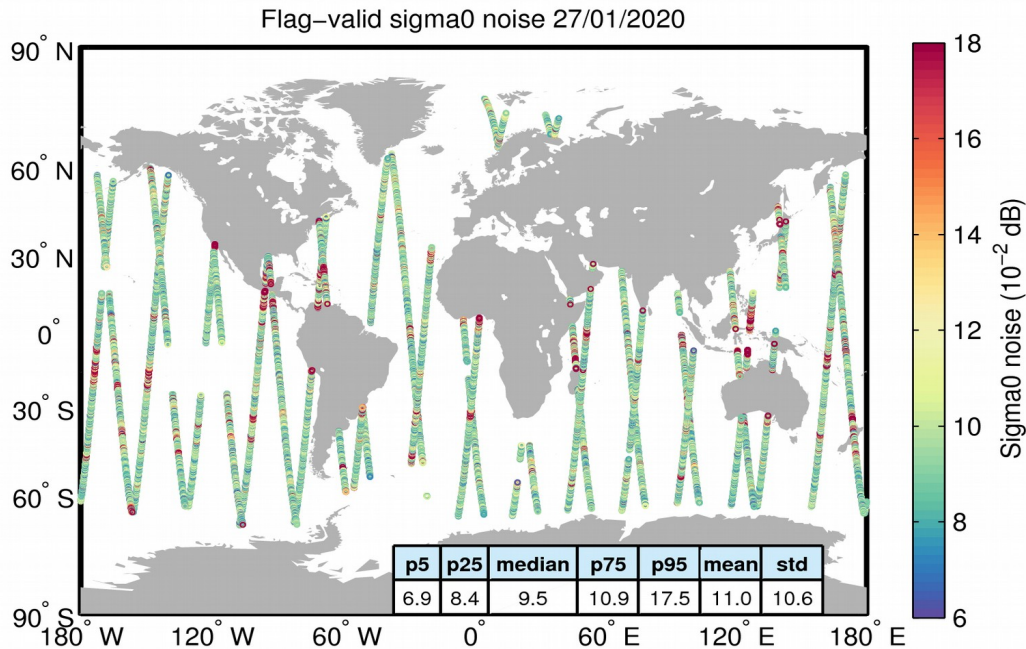 Flag−valid sigma0 noise 27/01/2020
90° N
60° N
30° N
0°
30° S
60° S
90° S
180° W
120° W
60° W
0°
60° E
120° E
180° E
p5 p25 median p75 p95 mean std
6.9 8.4 9.5 10.9 17.5 11.0 10.6
18
16
14
12
10
8
6
Sigma0 noise (10⁻² dB)